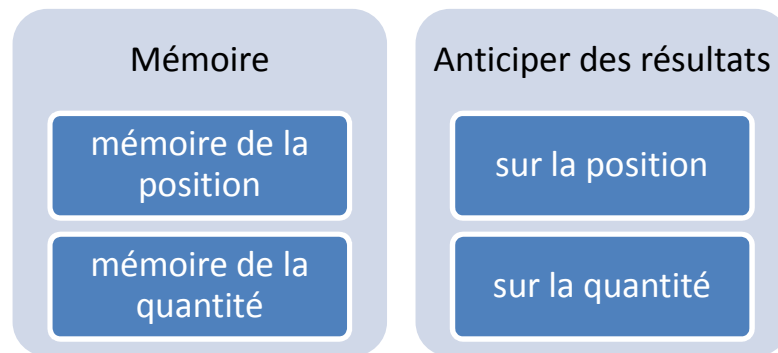 Mémoire
mémoire de la
position
mémoire de la
quantité
Anticiper des résultats
sur la position
sur la quantité